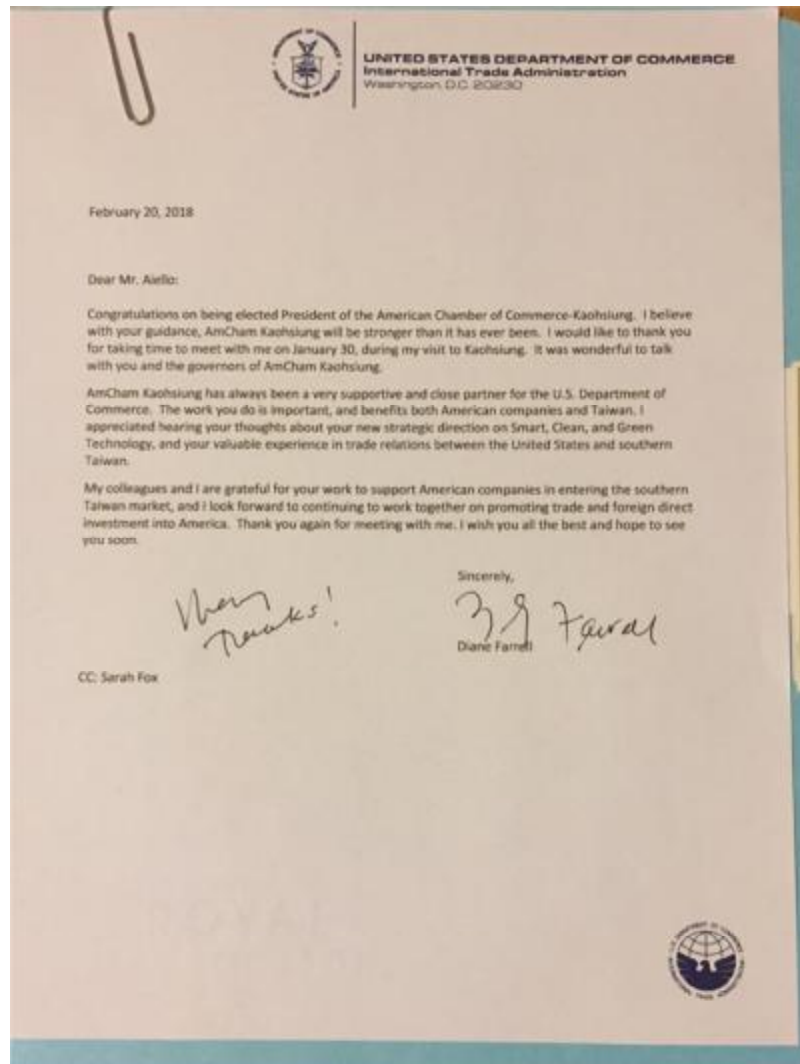 UNITED STATES DEPARTMENT OF COMMERCE
International Trade Administration
Washington, D.C. 20230
February 20, 2018
Dear Mr. Aiello:
Congratulations on being elected President of the American Chamber of Commerce-Kaohsiung. I believe
with your guidance, AmCham Kaohsiung will be stronger than it has ever been. I would like to thank you
for taking time to meet with me on January 30, during my visit to Kaohsiung. It was wonderful to talk
with you and the governors of AmCham Kaohsiung.
AmCham Kaohsiung has always been a very supportive and close partner for the U.S. Department of
Commerce. The work you do is important, and benefits both American companies and Taiwan. I
appreciated hearing your thoughts about your new strategic direction on Smart, Clean, and Green
Technology, and your valuable experience in trade relations between the United States and southern
Taiwan.
My colleagues and I are grateful for your work to support American companies in entering the southern
Taiwan market, and I look forward to continuing to work together on promoting trade and foreign direct
investment into America. Thank you again for meeting with me. I wish you all the best and hope to see
you soon.
Sincerely,
Many
Thanks!
Farrell
Diane Farrell
CC: Sarah Fox